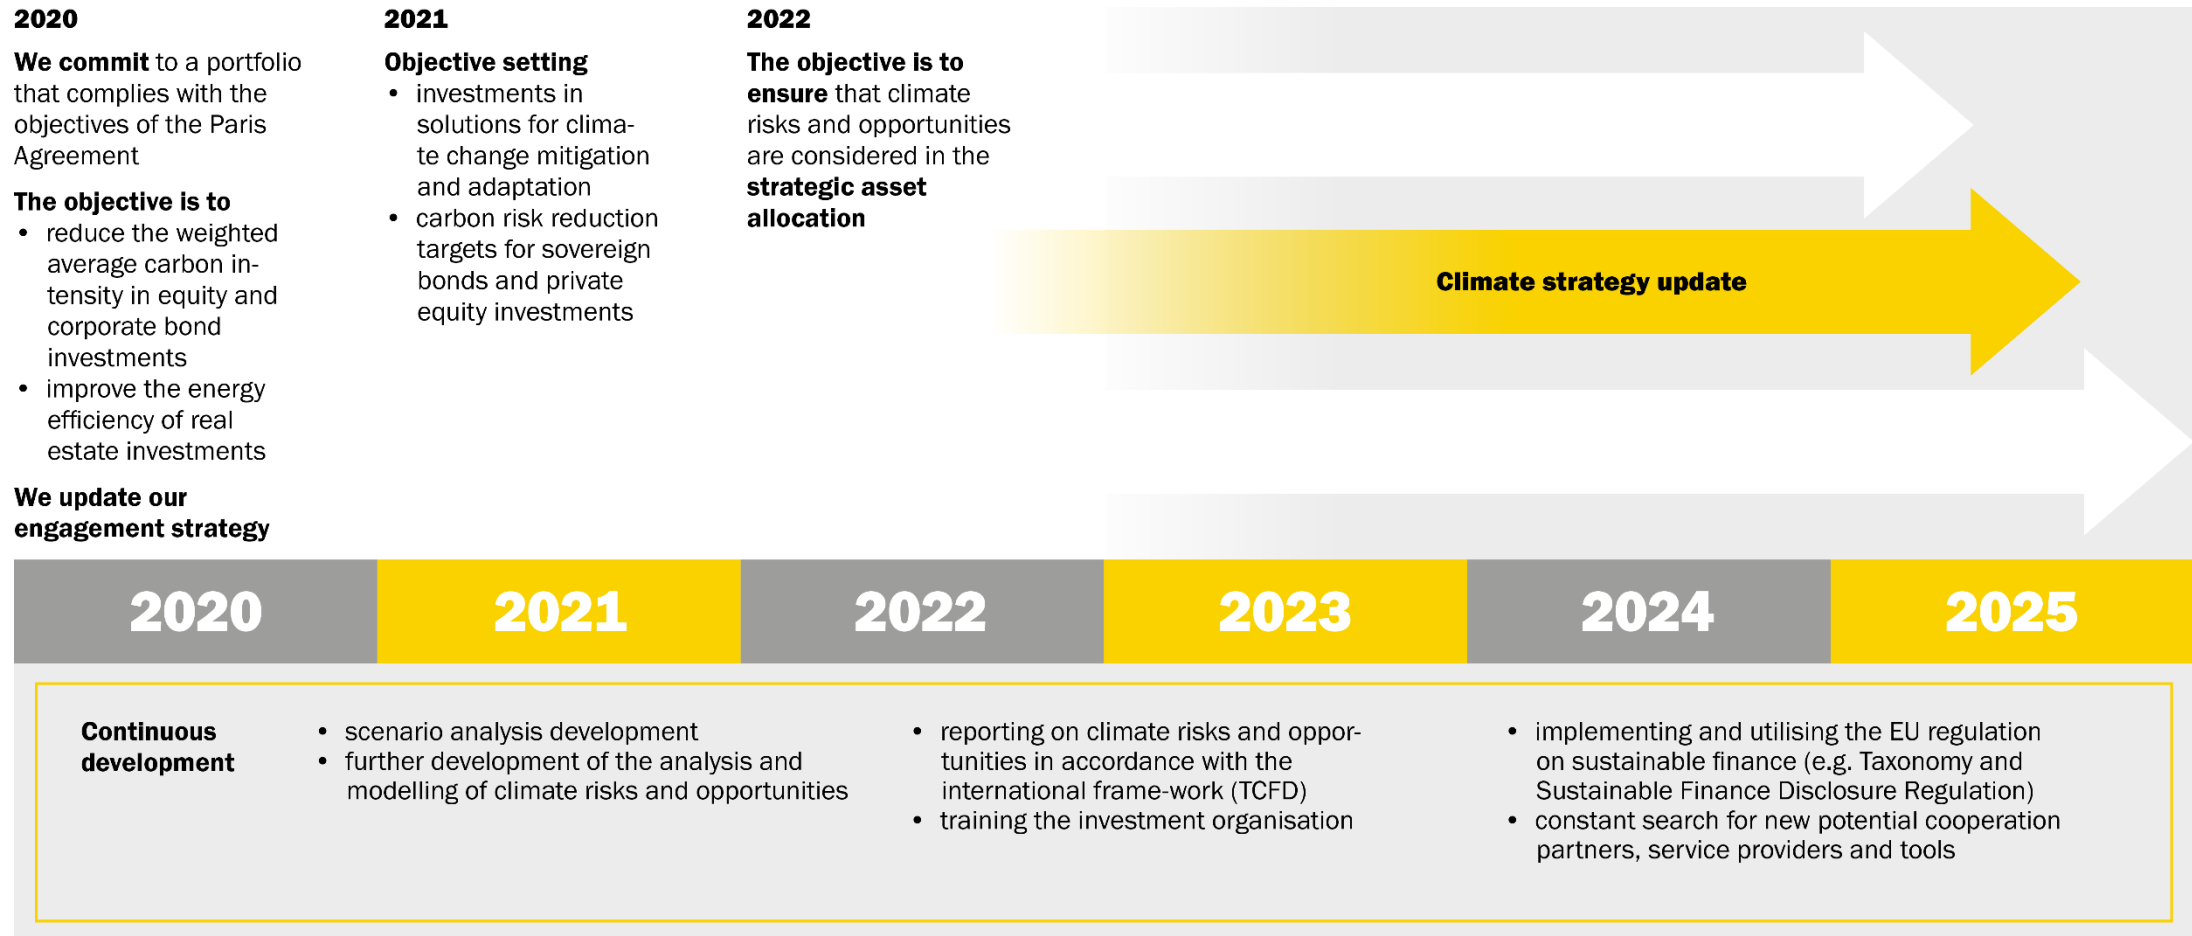 2020
We commit to a portfolio
that complies with the
objectives of the Paris
Agreement
The objective is to
• reduce the weighted
average carbon in-
tensity in equity and
corporate bond
investments
• improve the energy
efficiency of real
estate investments
We update our
engagement strategy
2021
Objective setting
• investments in
solutions for clima-
te change mitigation
and adaptation
• carbon risk reduction
targets for sovereign
bonds and private
equity investments
2022
The objective is to
ensure that climate
risks and opportunities
are considered in the
strategic asset
allocation
Climate strategy update
2020
2021
2022
2023
2024
2025
Continuous
development
• scenario analysis development
• further development of the analysis and
modelling of climate risks and opportunities
• reporting on climate risks and oppor-
tunities in accordance with the
international frame-work (TCFD)
• training the investment organisation
• implementing and utilising the EU regulation
on sustainable finance (e.g. Taxonomy and
Sustainable Finance Disclosure Regulation)
• constant search for new potential cooperation
partners, service providers and tools